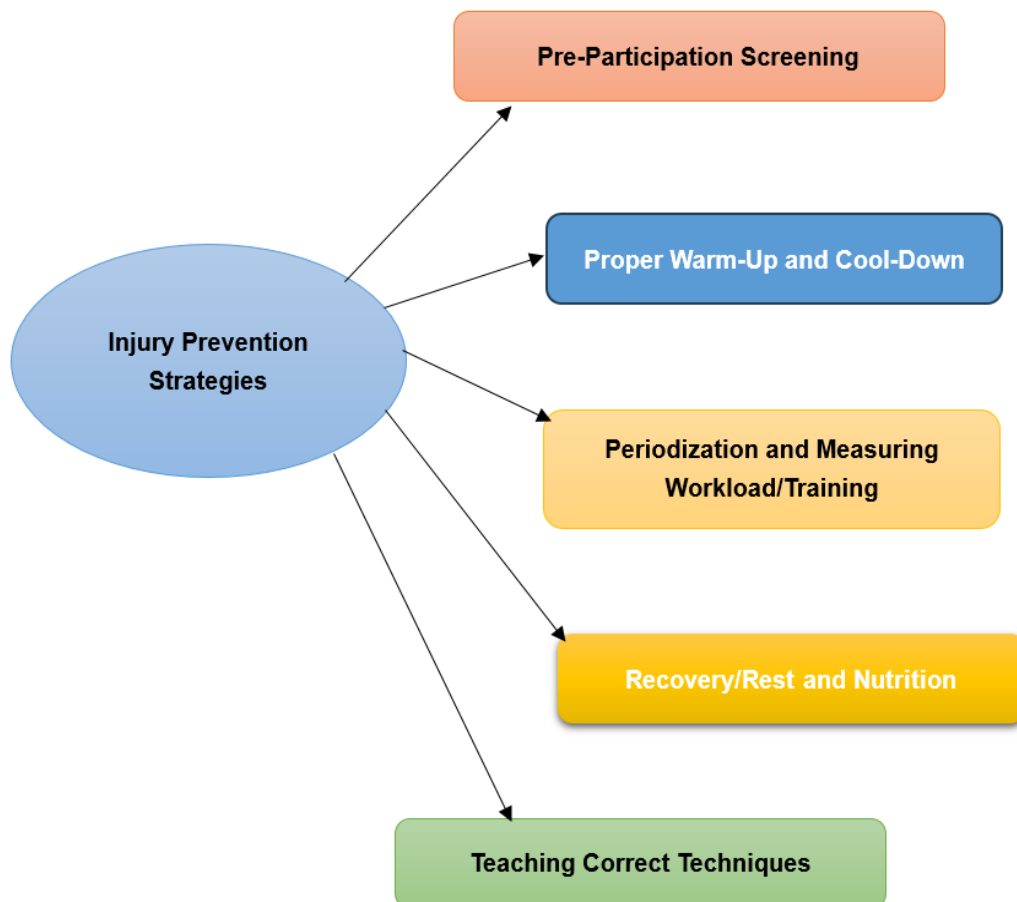 Pre-Participation Screening
Proper Warm-Up and Cool-Down
Injury Prevention
Strategies
Periodization and Measuring
Workload/Training
Recovery/Rest and Nutrition
Teaching Correct Techniques